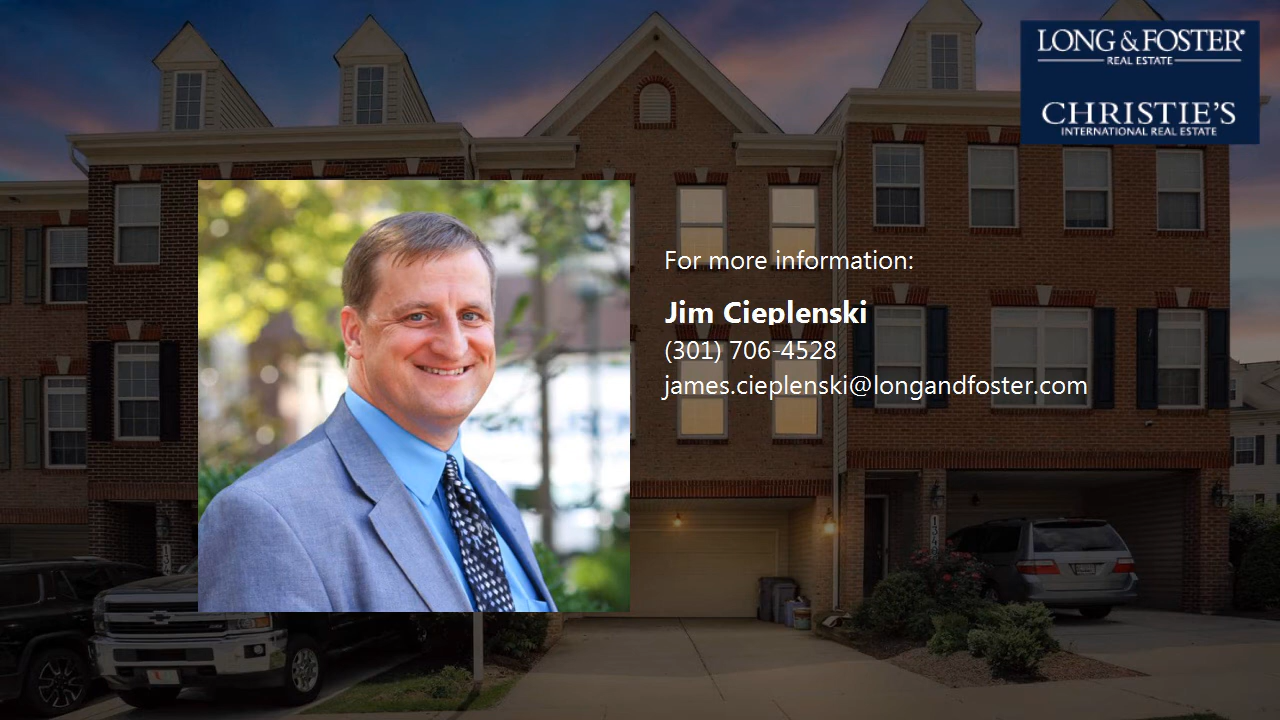 LONG & FOSTER®
REAL ESTATE
CHRISTIE'S
INTERNATIONAL REAL ESTATE
For more information:
Jim Cieplenski
(301) 706-4528
james.cieplenski@longandfoster.com